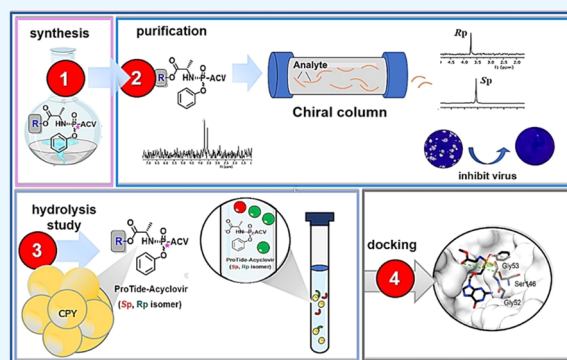 synthesis
1
R
O
O
HN
P
O
ACV
O
purification
2
R
O
O
HN
P
O
ACV
O
Analyte
Chiral column
Rp
Sp
inhibit virus
hydrolysis
study
3
R
O
O
HN
P
O
ACV
O
ProTide-Acyclovir
(Sp, Rp isomer)
CPY
ProTide-Acyclovir
(Sp, Rp isomer)
docking
4
Gly53
Ser146
Gly52